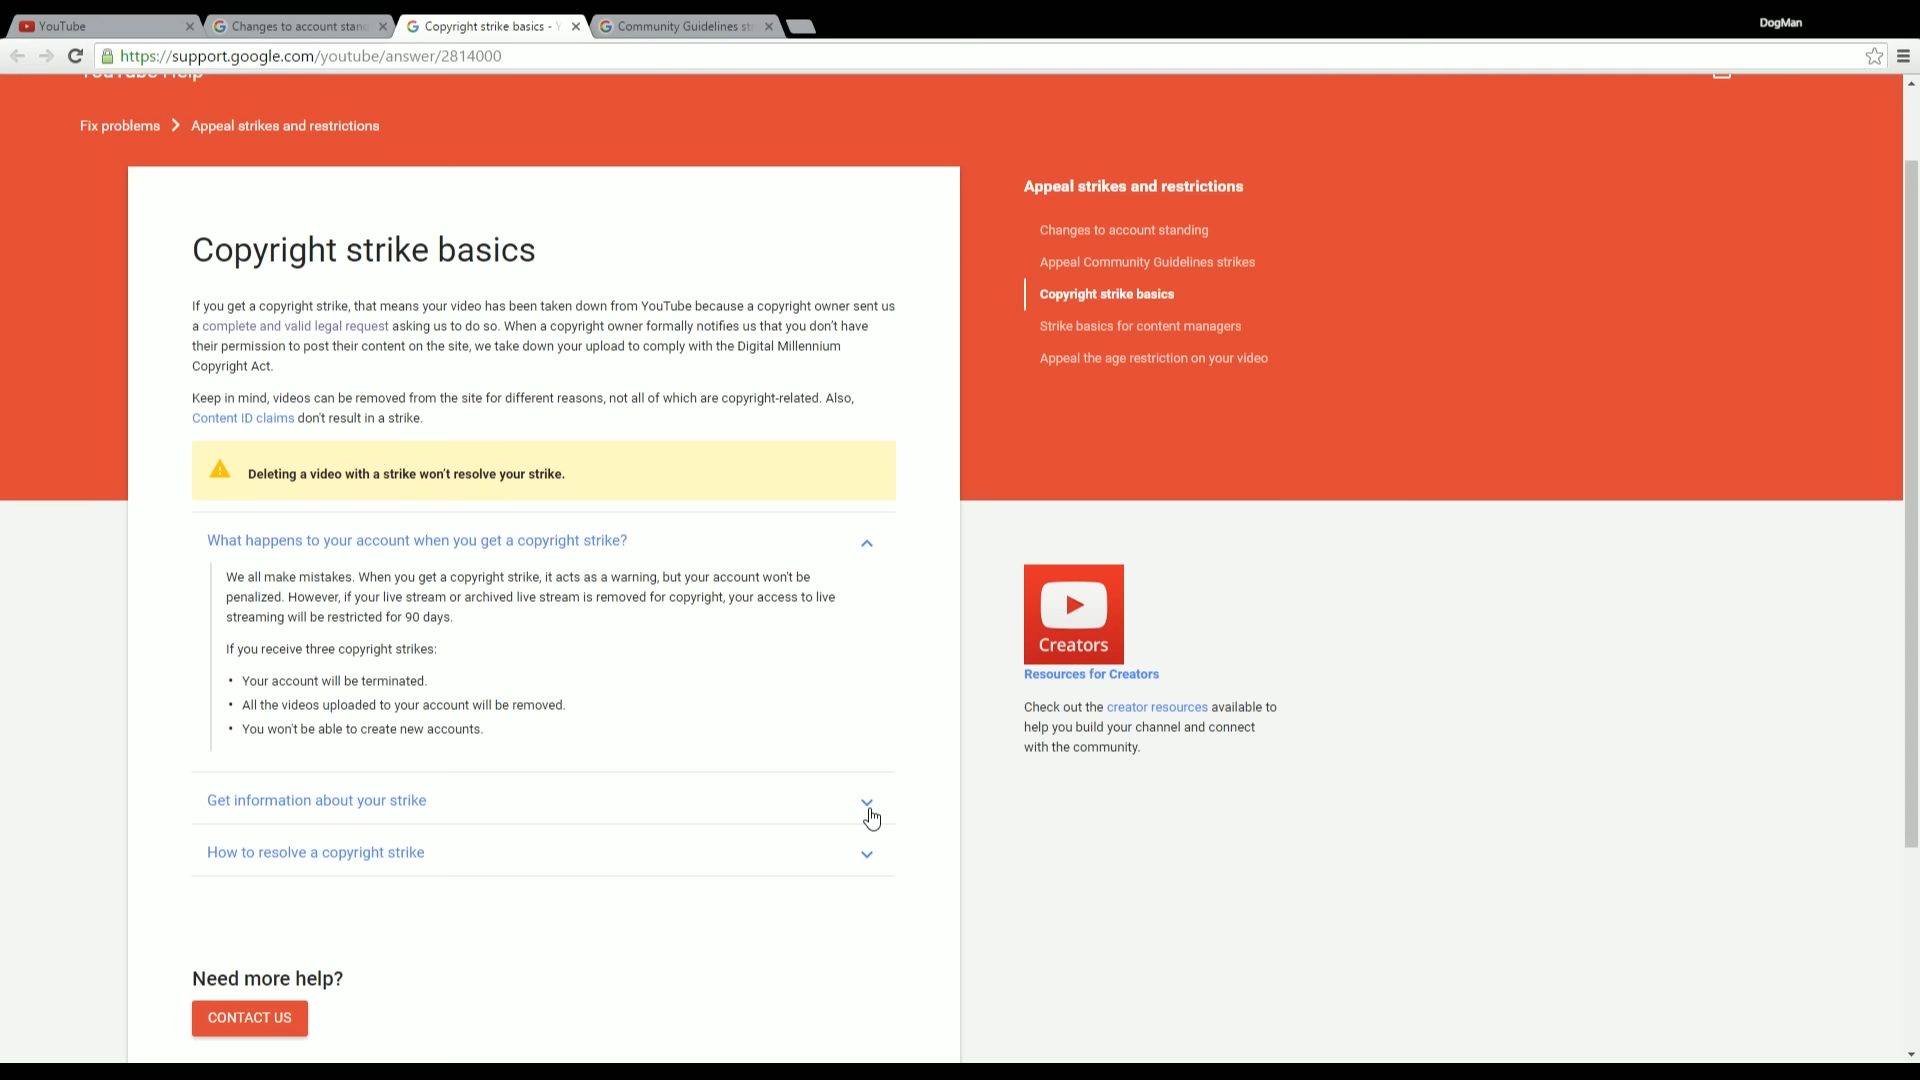 YouTube
Changes to account stand
Copyright strike basics - Y
Community Guidelines st
DogMan
https://support.google.com/youtube/answer/2814000
YouTube Help
Fix problems
Appeal strikes and restrictions
Copyright strike basics
If you get a copyright strike, that means your video has been taken down from YouTube because a copyright owner sent us
a complete and valid legal request asking us to do so. When a copyright owner formally notifies us that you don't have
their permission to post their content on the site, we take down your upload to comply with the Digital Millennium
Copyright Act.
Keep in mind, videos can be removed from the site for different reasons, not all of which are copyright-related. Also,
Content ID claims don't result in a strike.
Deleting a video with a strike won't resolve your strike.
What happens to your account when you get a copyright strike?
We all make mistakes. When you get a copyright strike, it acts as a warning, but your account won't be
penalized. However, if your live stream or archived live stream is removed for copyright, your access to live
streaming will be restricted for 90 days.
If you receive three copyright strikes:
• Your account will be terminated.
• All the videos uploaded to your account will be removed.
• You won't be able to create new accounts.
Get information about your strike
How to resolve a copyright strike
Need more help?
CONTACT US
Appeal strikes and restrictions
Changes to account standing
Appeal Community Guidelines strikes
Copyright strike basics
Strike basics for content managers
Appeal the age restriction on your video
Creators
Resources for Creators
Check out the creator resources available to
help you build your channel and connect
with the community.